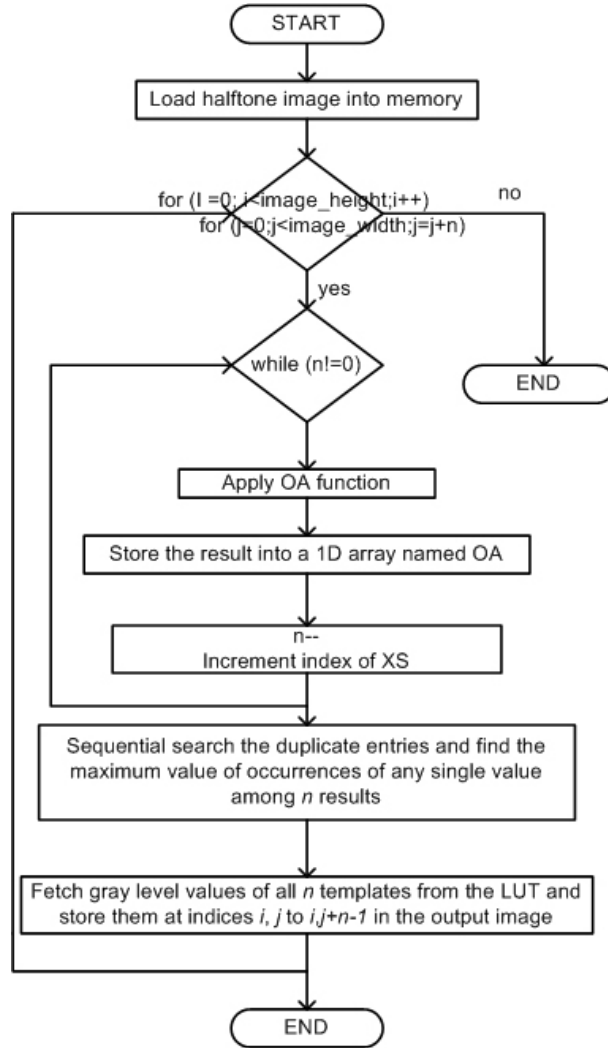 START
Load halftone image into memory
for (I =0; i<image_height;i++)
for (j=0;j<image_width;j=j+n)
no
yes
while (n!=0)
END
Apply OA function
Store the result into a 1D array named OA
n--
Increment index of XS
Sequential search the duplicate entries and find the
maximum value of occurrences of any single value
among n results
Fetch gray level values of all n templates from the LUT and
store them at indices i, j to i,j+n-1 in the output image
END